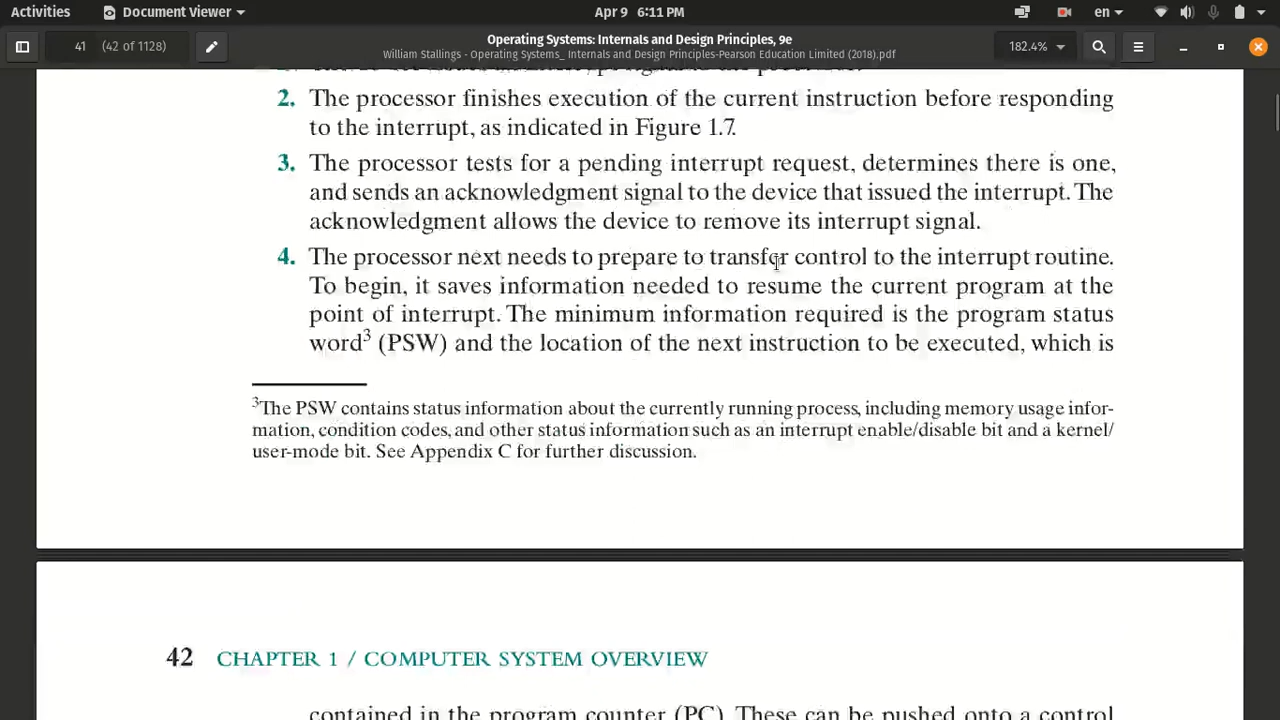 Activities Document Viewer Apr 9 6:11 PM en
41 (42 of 1128) Operating Systems: Internals and Design Principles, 9e 182.4%
William Stallings - Operating Systems_ Internals and Design Principles-Pearson Education Limited (2018).pdf
2. The processor finishes execution of the current instruction before responding
to the interrupt, as indicated in Figure 1.7.
3. The processor tests for a pending interrupt request, determines there is one,
and sends an acknowledgment signal to the device that issued the interrupt. The
acknowledgment allows the device to remove its interrupt signal.
4. The processor next needs to prepare to transfer control to the interrupt routine.
To begin, it saves information needed to resume the current program at the
point of interrupt. The minimum information required is the program status
word³ (PSW) and the location of the next instruction to be executed, which is
³The PSW contains status information about the currently running process, including memory usage infor-
mation, condition codes, and other status information such as an interrupt enable/disable bit and a kernel/
user-mode bit. See Appendix C for further discussion.
42 CHAPTER 1 / COMPUTER SYSTEM OVERVIEW
contained in the program counter (PC). These can be pushed onto a control